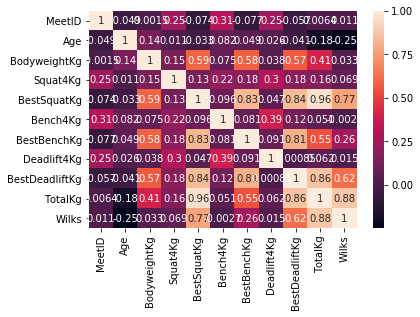 MeetID 1 -0.049 0.0015 0.25 -0.074 0.31 -0.077 0.25 -0.057 0.0064 0.011
Age -0.049 1 0.14 0.011 0.033 0.082 0.049 0.026 0.041 -0.18 -0.25
BodyweightKg 0.0015 0.14 1 0.15 0.59 0.075 0.58 0.038 0.57 0.41 0.033
Squat4Kg 0.25 0.011 0.15 1 0.13 0.22 0.18 0.3 0.18 0.16 0.069
BestSquatKg -0.074 0.033 0.59 0.13 1 0.096 0.83 0.047 0.84 0.96 0.77
Bench4Kg 0.31 0.082 0.075 0.22 0.096 1 0.081 0.39 0.12 0.051
BestBenchKg -0.077 0.049 0.58 0.18 0.83 0.081 1 0.091 0.81 0.55 0.26
Deadlift4Kg 0.25 0.026 0.038 0.3 0.047 0.39 0.091 1 0.062 0.015
BestDeadliftKg -0.057 0.041 0.57 0.18 0.84 0.12 0.81 1 0.86 0.62
TotalKg 0.0064 -0.18 0.41 0.16 0.96 0.051 0.55 0.062 0.86 1 0.88
Wilks 0.011 -0.25 0.033 0.069 0.77 0.0027 0.26 0.015 0.62 0.88 1
MeetID Age BodyweightKg Squat4Kg BestSquatKg Bench4Kg BestBenchKg Deadlift4Kg BestDeadliftKg TotalKg Wilks
1.00
0.75
0.50
0.25
0.00